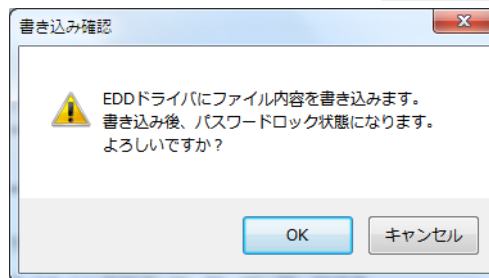 書き込み確認
EDDドライバにファイル内容を書き込みます。
書き込み後、パスワードロック状態になります。
よろしいですか？
OK
キャンセル